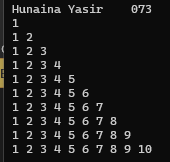 Hunaina Yasir    073
1
1 2
1 2 3
1 2 3 4
1 2 3 4 5
1 2 3 4 5 6
1 2 3 4 5 6 7
1 2 3 4 5 6 7 8
1 2 3 4 5 6 7 8 9
1 2 3 4 5 6 7 8 9 10